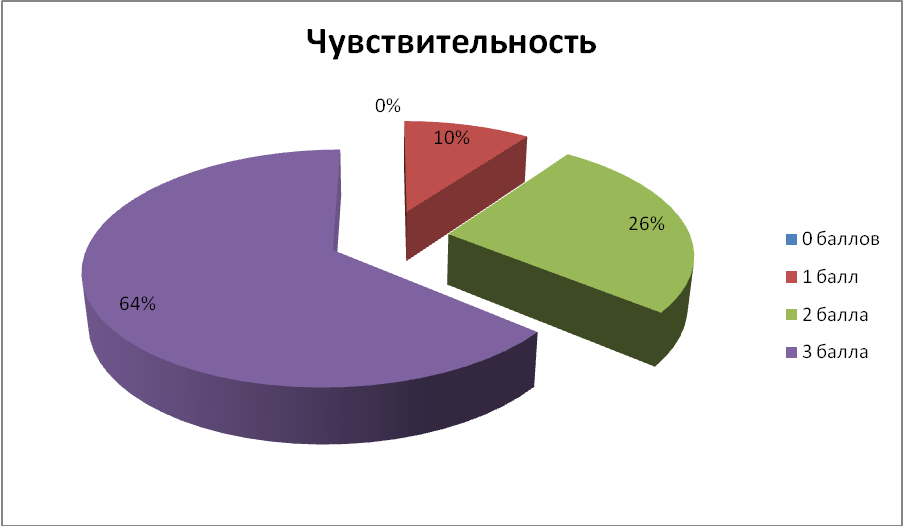 Чувствительность
0%
10%
26%
64%
0 баллов
1 балл
2 балла
3 балла